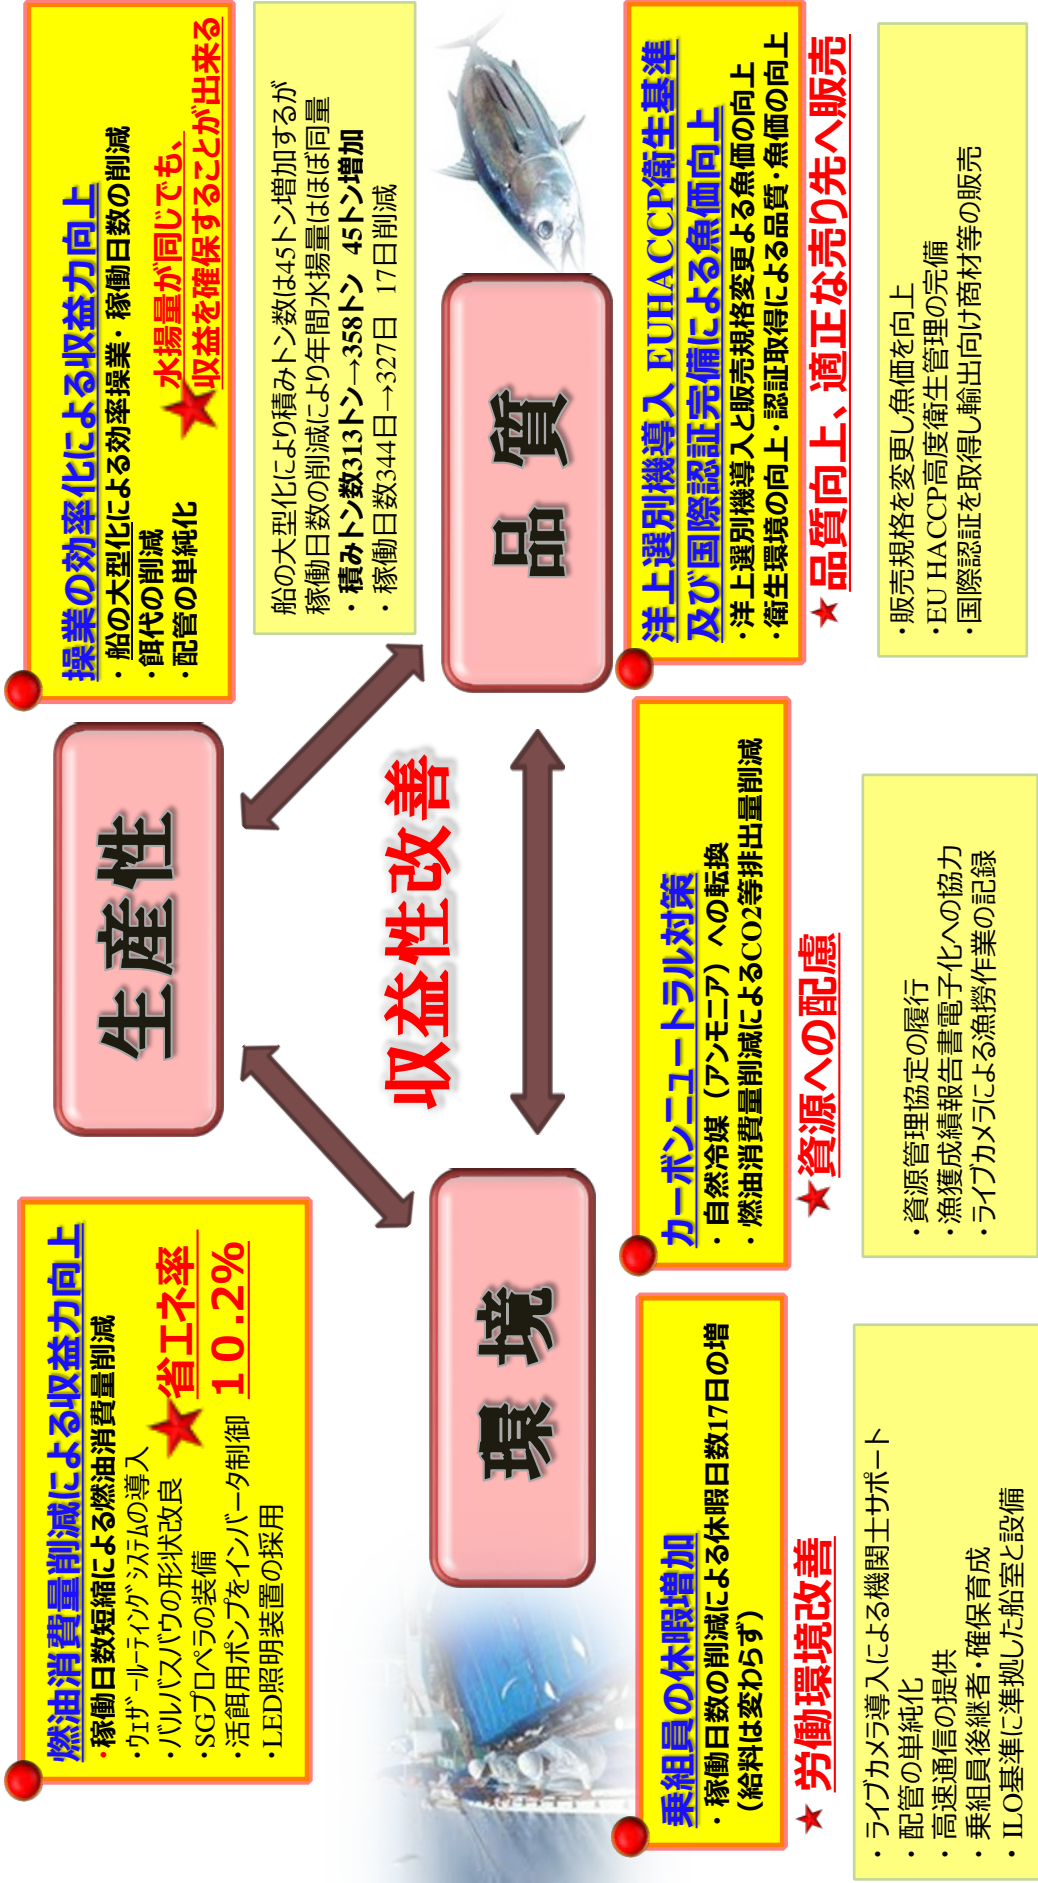 燃油消費量削減による収益力向上
・稼働日数短縮による燃油消費量削減
・ウェザールーティングシステムの導入
・バルバスバウの形状改良
・SGプロペラの装備
・活餌用ポンプをインバータ制御
・LED照明装置の採用
★省エネ率
10.2%
生産性
操業の効率化による収益力向上
・船の大型化による効率操業・稼働日数の削減
・餌代の削減
・配管の単純化
★水揚量が同じでも、
収益を確保することが出来る
船の大型化により積みトン数は45トン増加するが
稼働日数の削減により年間水揚量はほぼ同量
・積みトン数313トン→358トン 45トン増加
・稼働日数344日→327日 17日削減
収益性改善
環 境
品 質
乗組員の休暇増加
・稼働日数の削減による休暇日数17日の増
（給料は変わらず）
★ 労働環境改善
・ライブカメラ導入による機関士サポート
・配管の単純化
・高速通信の提供
・乗組員後継者・確保育成
・ILO基準に準拠した船室と設備
カーボンニュートラル対策
・自然冷媒（アンモニア）への転換
・燃油消費量削減によるCO2等排出量削減
★資源への配慮
・資源管理協定の履行
・漁獲成績報告書電子化への協力
・ライブカメラによる漁撈作業の記録
洋上選別機導入 EUHACCP衛生基準
及び国際認証完備による魚価向上
・洋上選別機導入と販売規格変更よる魚価の向上
・衛生環境の向上・認証取得による品質・魚価の向上
★品質向上、適正な売り先へ販売
・販売規格を変更し魚価を向上
・EU HACCP高度衛生管理の完備
・国際認証を取得し輸出向け商材等の販売